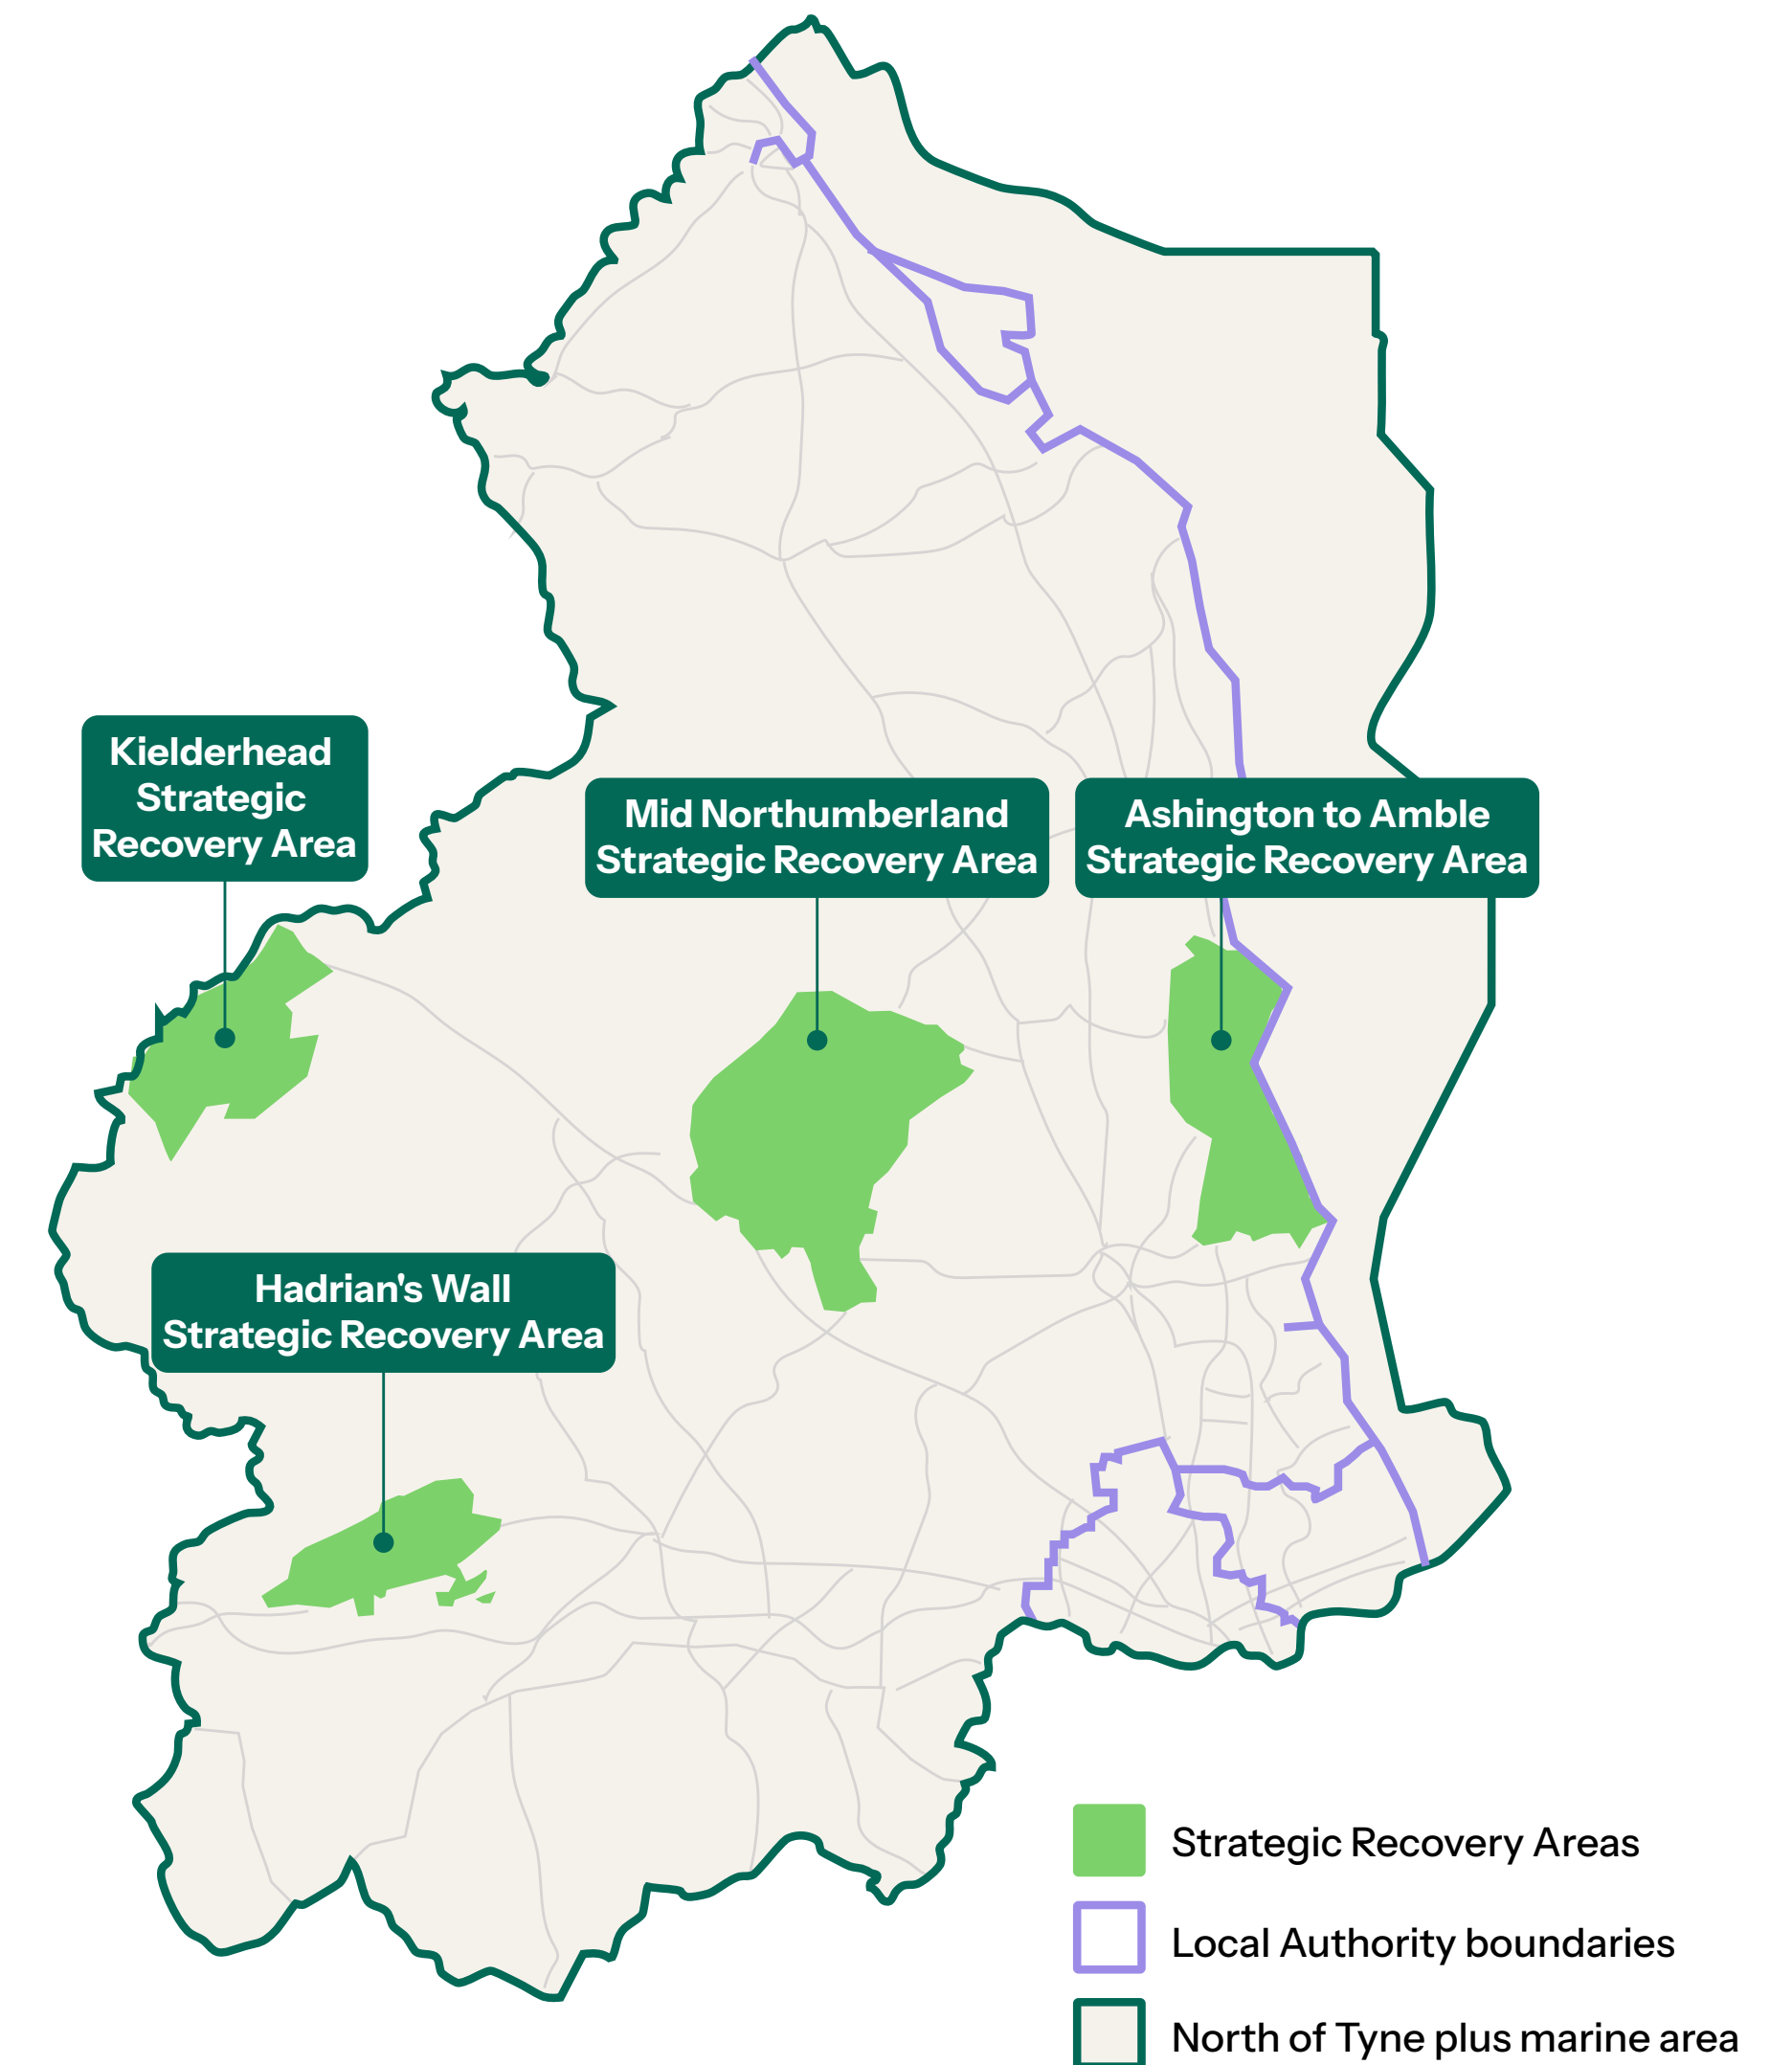 Kielderhead
Strategic
Recovery Area
Mid Northumberland
Strategic Recovery Area
Ashington to Amble
Strategic Recovery Area
Hadrian's Wall
Strategic Recovery Area
Strategic Recovery Areas
Local Authority boundaries
North of Tyne plus marine area